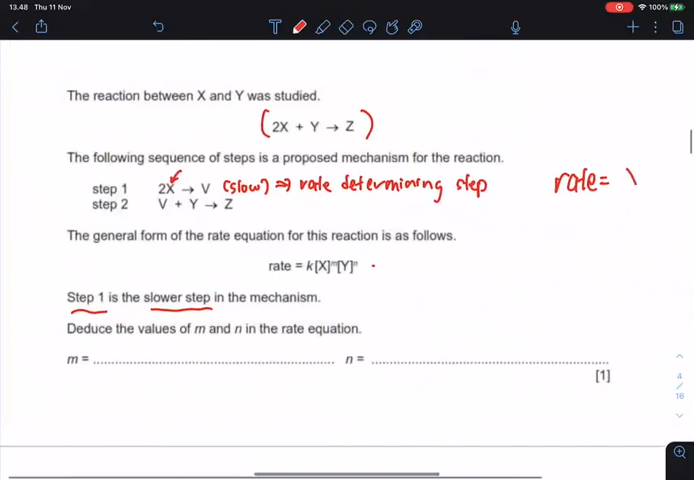 13.48 Thu 11 Nov
100%
T
The reaction between X and Y was studied.
(2X + Y → Z)
The following sequence of steps is a proposed mechanism for the reaction.
step 1 2X → V (slow) ⇒ rate determining step rate =
step 2 V + Y → Z
The general form of the rate equation for this reaction is as follows.
rate = k[X]ᵐ[Y]ⁿ
Step 1 is the slower step in the mechanism.
Deduce the values of m and n in the rate equation.
m = ................................................................ n = ................................................................
[1]
4
/
16